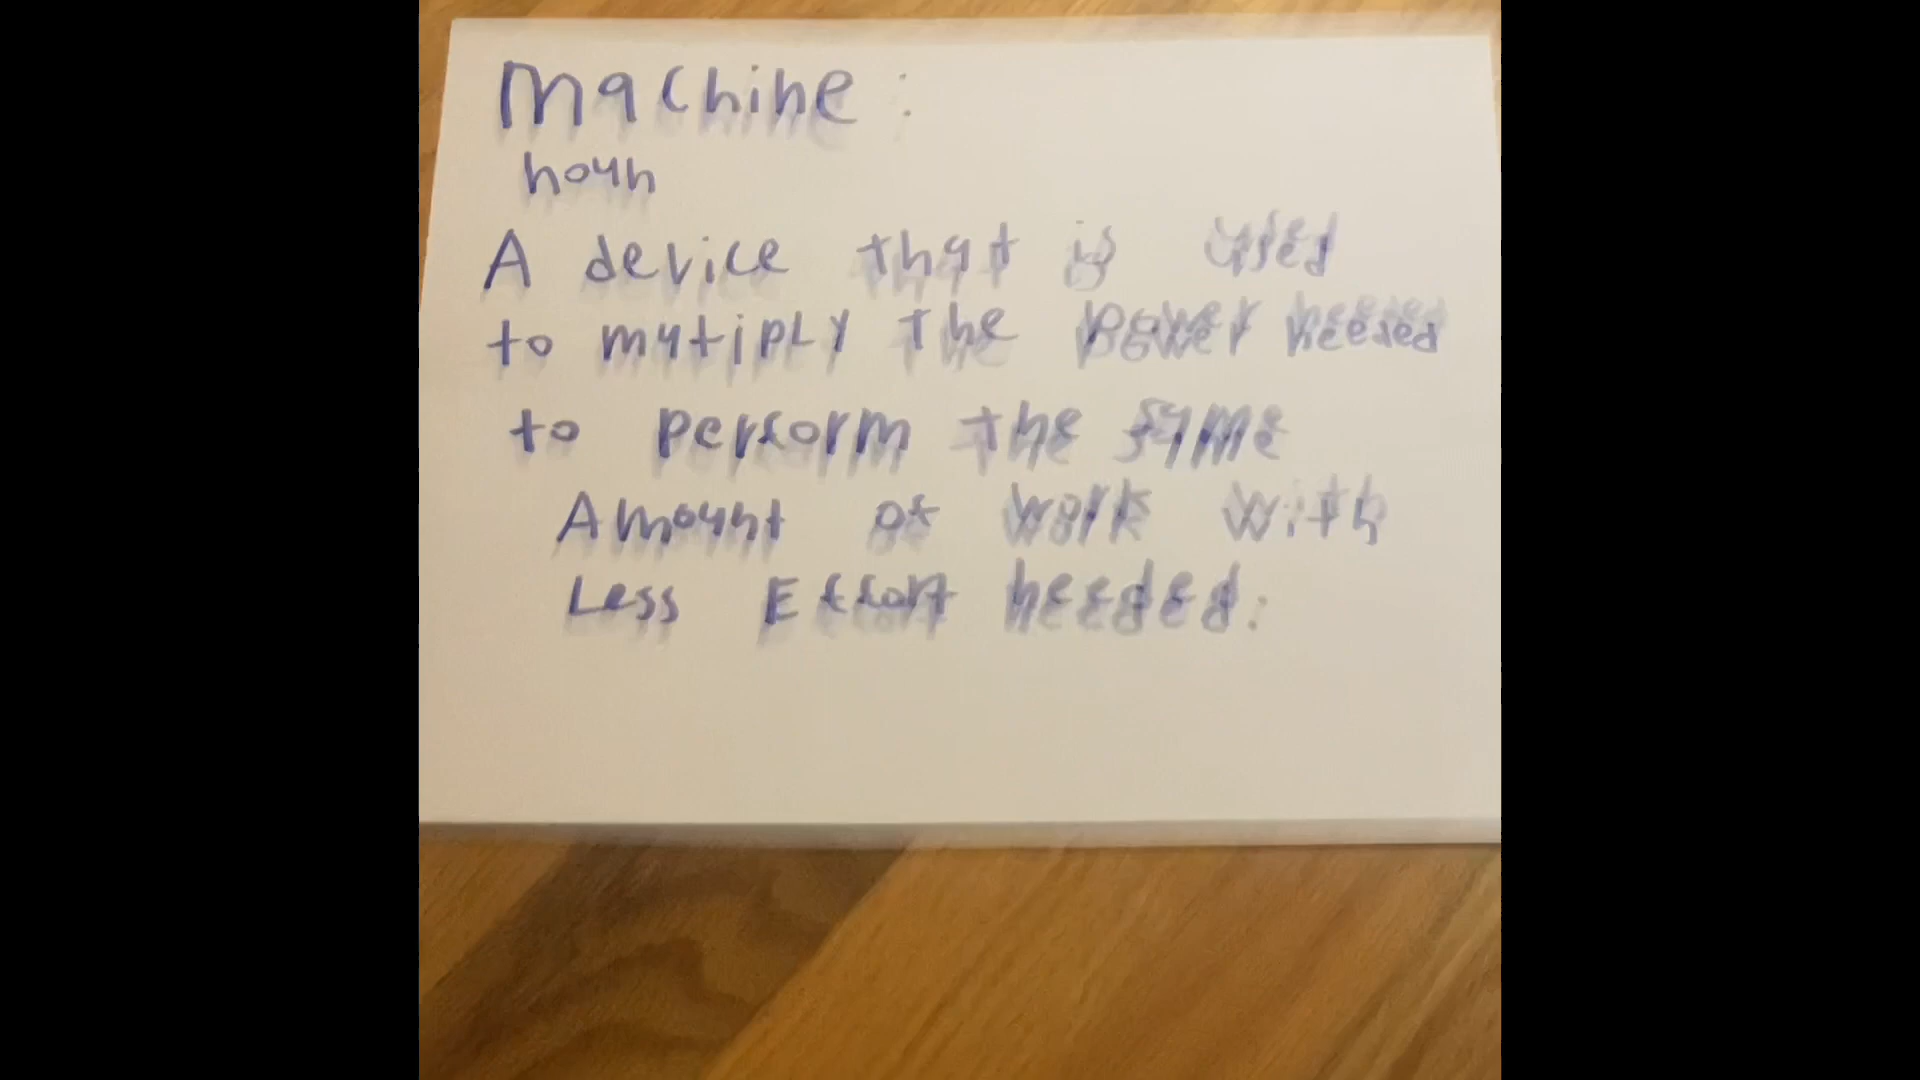 Machine:
noun
A device that is used
to mutiply the power needed
to perform the same
Amount of work with
Less Effort needed.